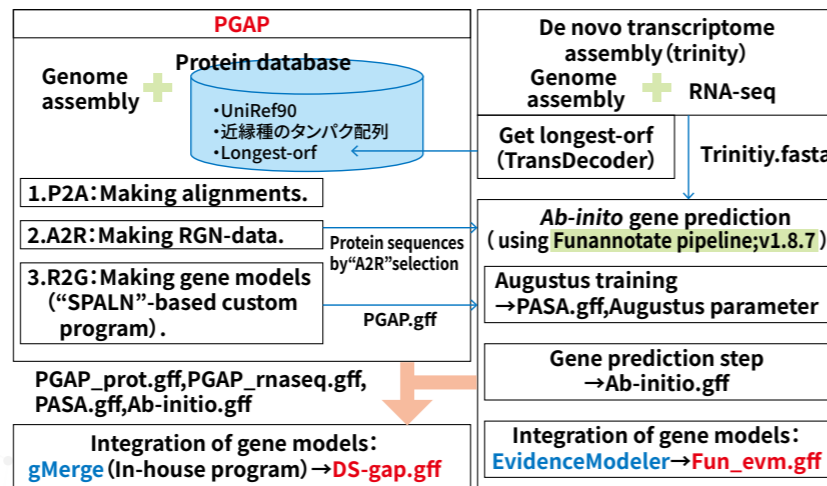 PGAP
Genome
assembly
Protein database
・UniRef90
・近縁種のタンパク配列
・Longest-orf
1.P2A：Making alignments.
2.A2R：Making RGN-data.
3.R2G：Making gene models
(“SPALN”-based custom
program).
Protein sequences
by“A2R”selection
PGAP.gff
De novo transcriptome
assembly(trinity)
Genome
assembly
RNA-seq
Get longest-orf
(TransDecoder)
Trinitiy.fasta
Ab-inito gene prediction
(using Funannotate pipeline;v1.8.7)
Augustus training
→PASA.gff,Augustus parameter
Gene prediction step
→Ab-initio.gff
PGAP_prot.gff,PGAP_rnaseq.gff,
PASA.gff,Ab-initio.gff
Integration of gene models：
gMerge(In-house program)→DS-gap.gff
Integration of gene models：
EvidenceModeler→Fun_evm.gff